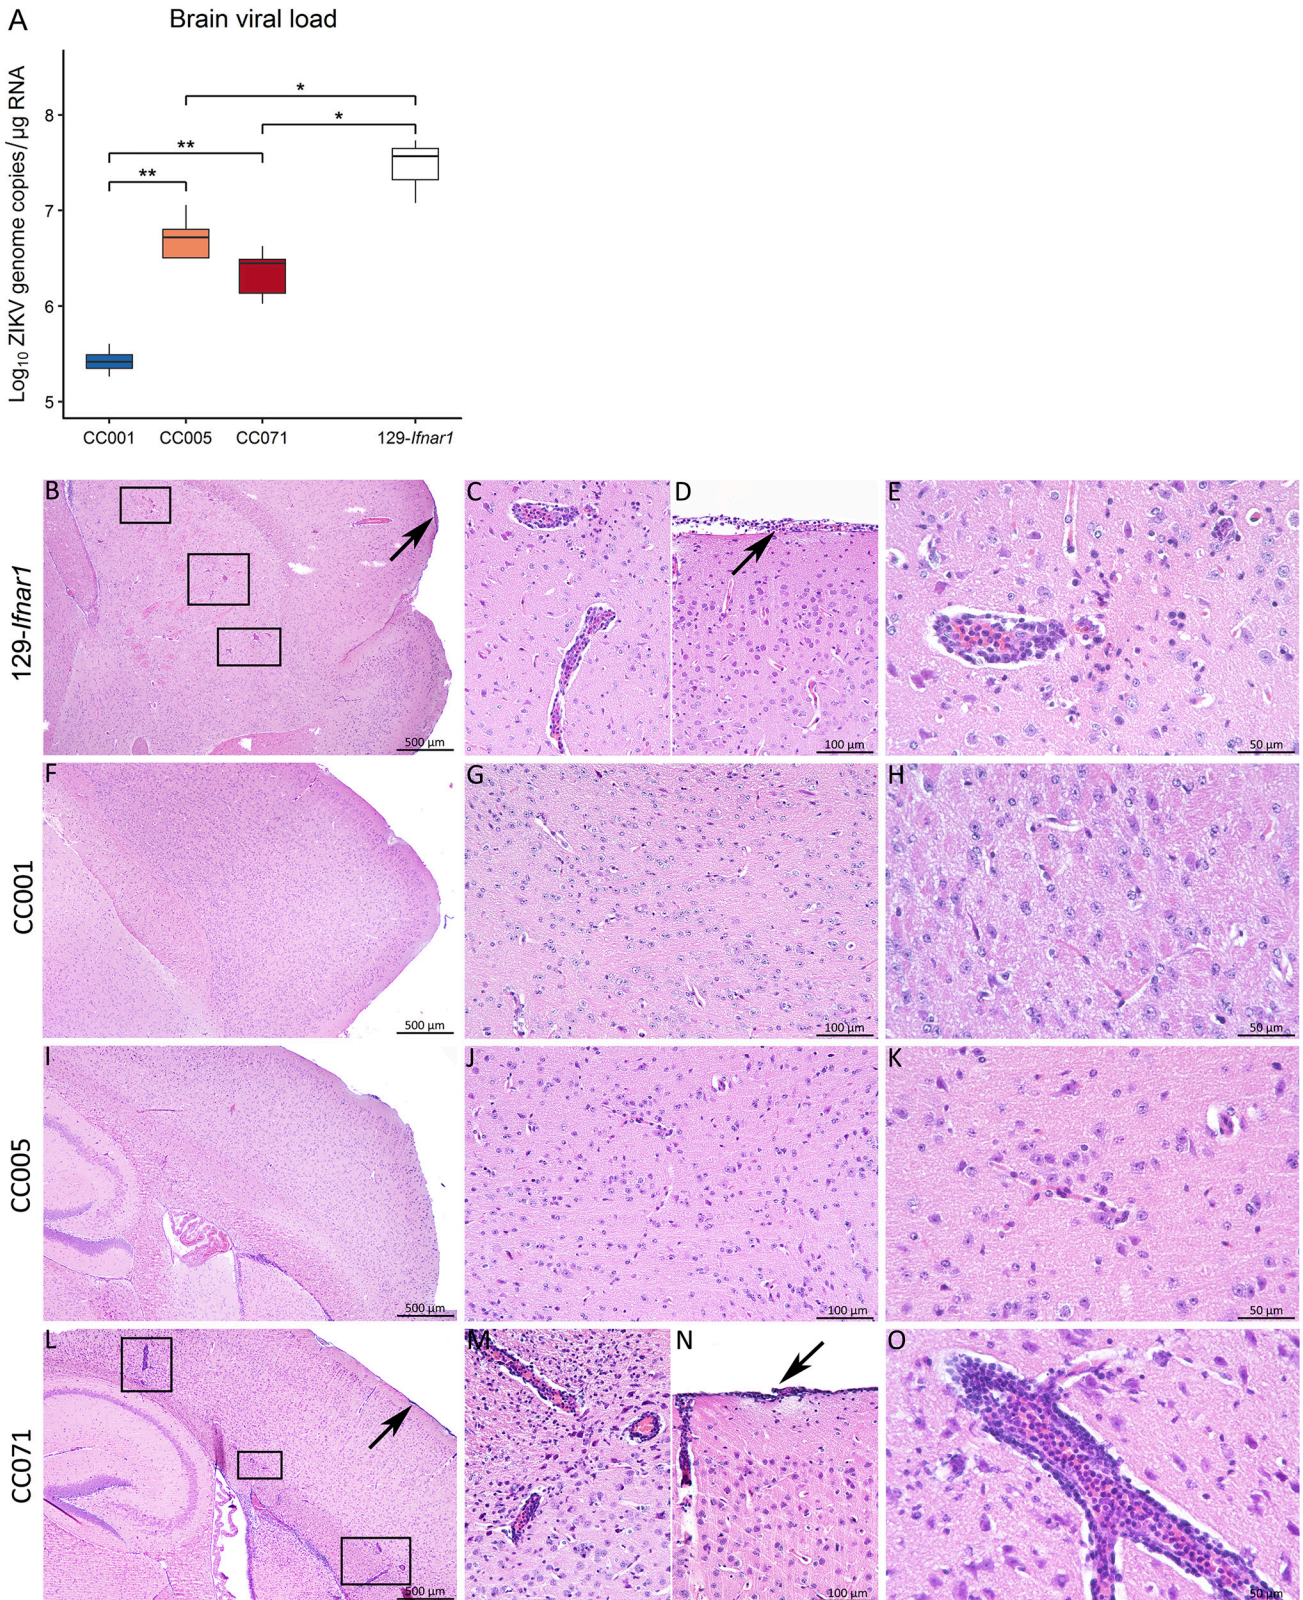 A
Brain viral load
Log₁₀ ZIKV genome copies/µg RNA
8
7
6
5
*
*
**
**
CC001 CC005 CC071 129-Ifnar1
129-Ifnar1
B
500 µm
C
D
100 µm
E
50 µm
CC001
F
500 µm
G
100 µm
H
50 µm
CC005
I
500 µm
J
100 µm
K
50 µm
CC071
L
500 µm
M
N
100 µm
O
50 µm